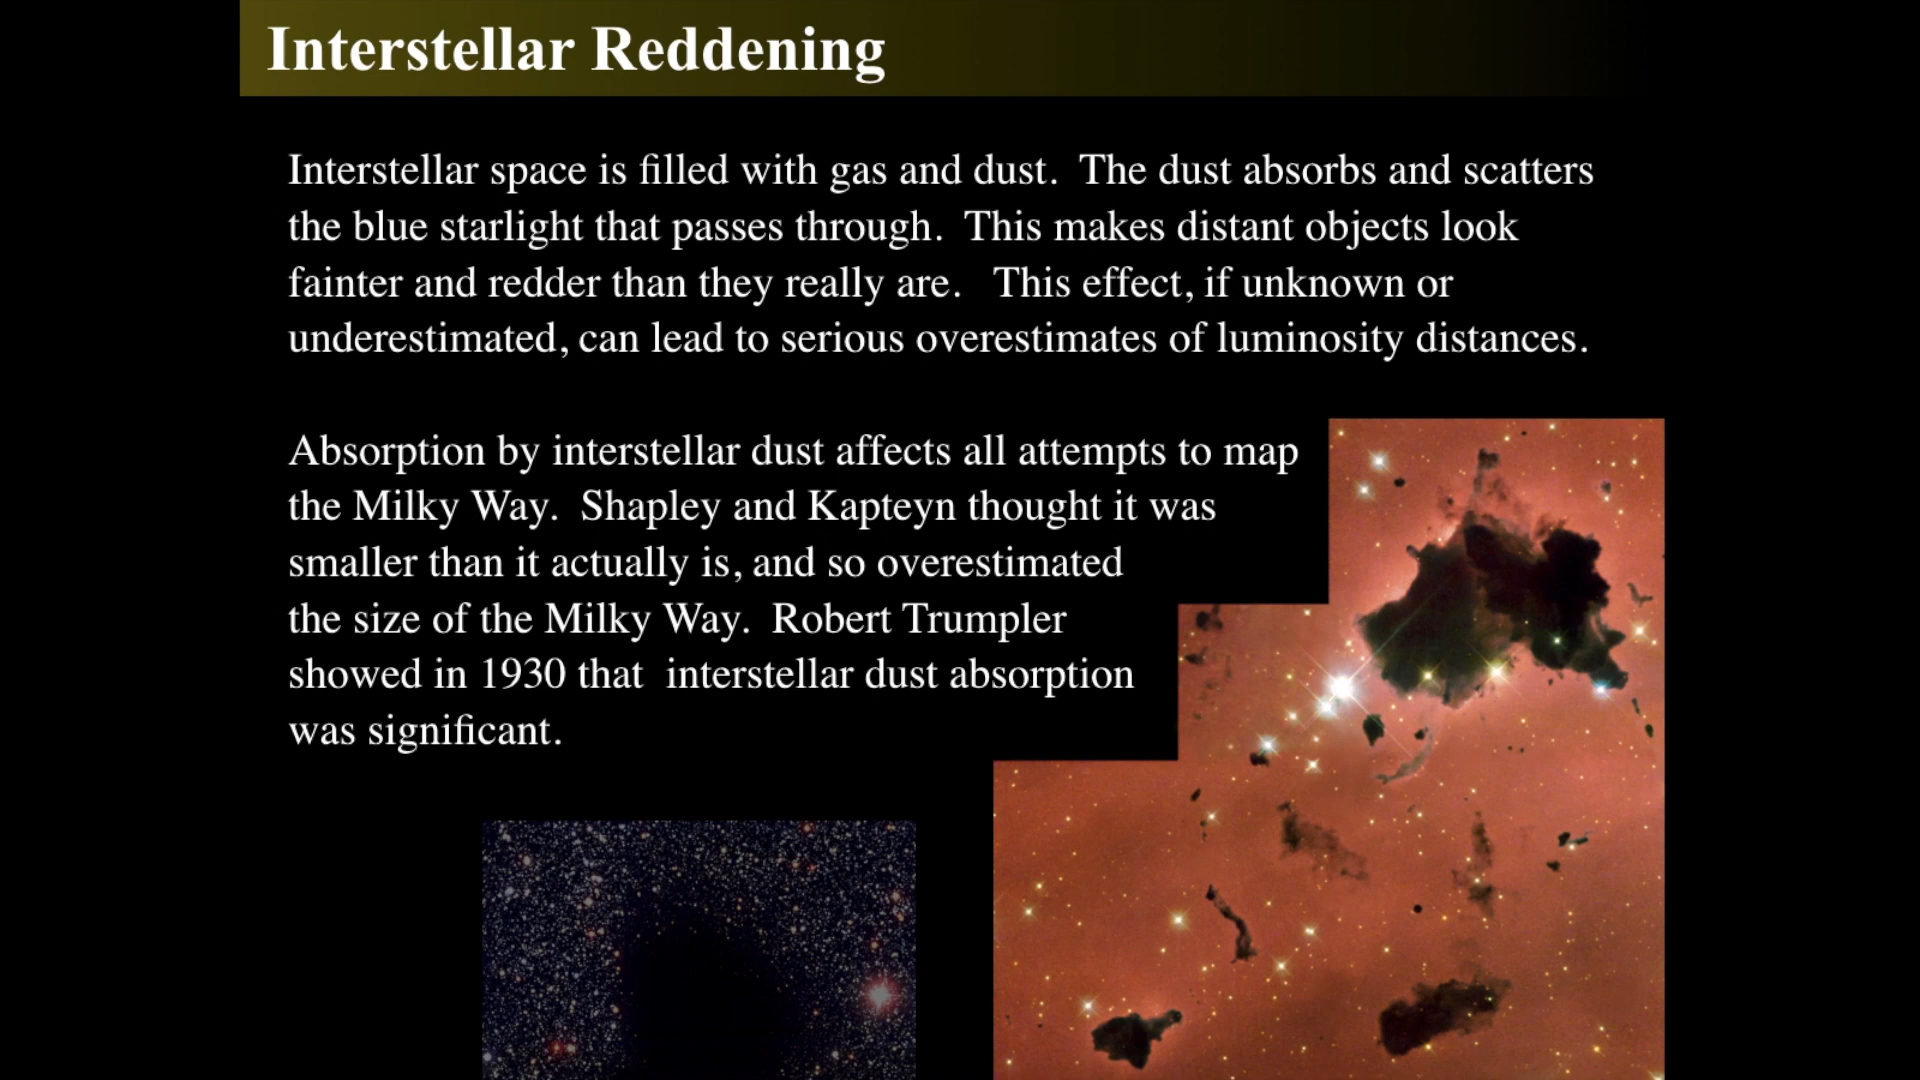 Interstellar Reddening
Interstellar space is filled with gas and dust.  The dust absorbs and scatters
the blue starlight that passes through.  This makes distant objects look
fainter and redder than they really are.   This effect, if unknown or
underestimated, can lead to serious overestimates of luminosity distances.
Absorption by interstellar dust affects all attempts to map
the Milky Way.  Shapley and Kapteyn thought it was
smaller than it actually is, and so overestimated
the size of the Milky Way.  Robert Trumpler
showed in 1930 that  interstellar dust absorption
was significant.